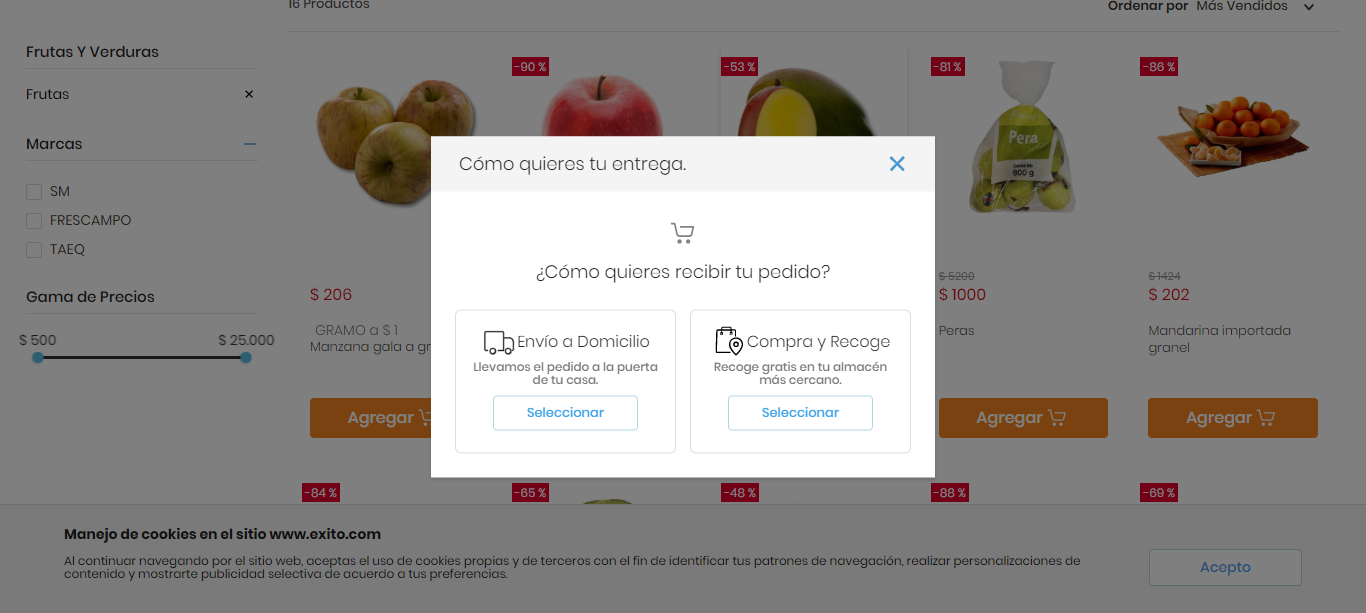 16 Productos
Ordenar por Más Vendidos
Frutas Y Verduras
Frutas
Marcas
SM
FRESCAMPO
TAEQ
Gama de Precios
$ 500 $ 25.000
$ 206
GRAMO a $ 1
Manzana gala a gr
Agregar
-90 %
-53 %
-81 %
Pera
800 g
$ 5200
$ 1000
Peras
Agregar
-86 %
$ 1424
$ 202
Mandarina importada
granel
Agregar
Cómo quieres tu entrega.
¿Cómo quieres recibir tu pedido?
Envío a Domicilio
Llevamos el pedido a la puerta
de tu casa.
Seleccionar
Compra y Recoge
Recoge gratis en tu almacén
más cercano.
Seleccionar
-84 %
-65 %
-48 %
-88 %
-69 %
Manejo de cookies en el sitio www.exito.com
Al continuar navegando por el sitio web, aceptas el uso de cookies propias y de terceros con el fin de identificar tus patrones de navegación, realizar personalizaciones de
contenido y mostrarte publicidad selectiva de acuerdo a tus preferencias.
Acepto